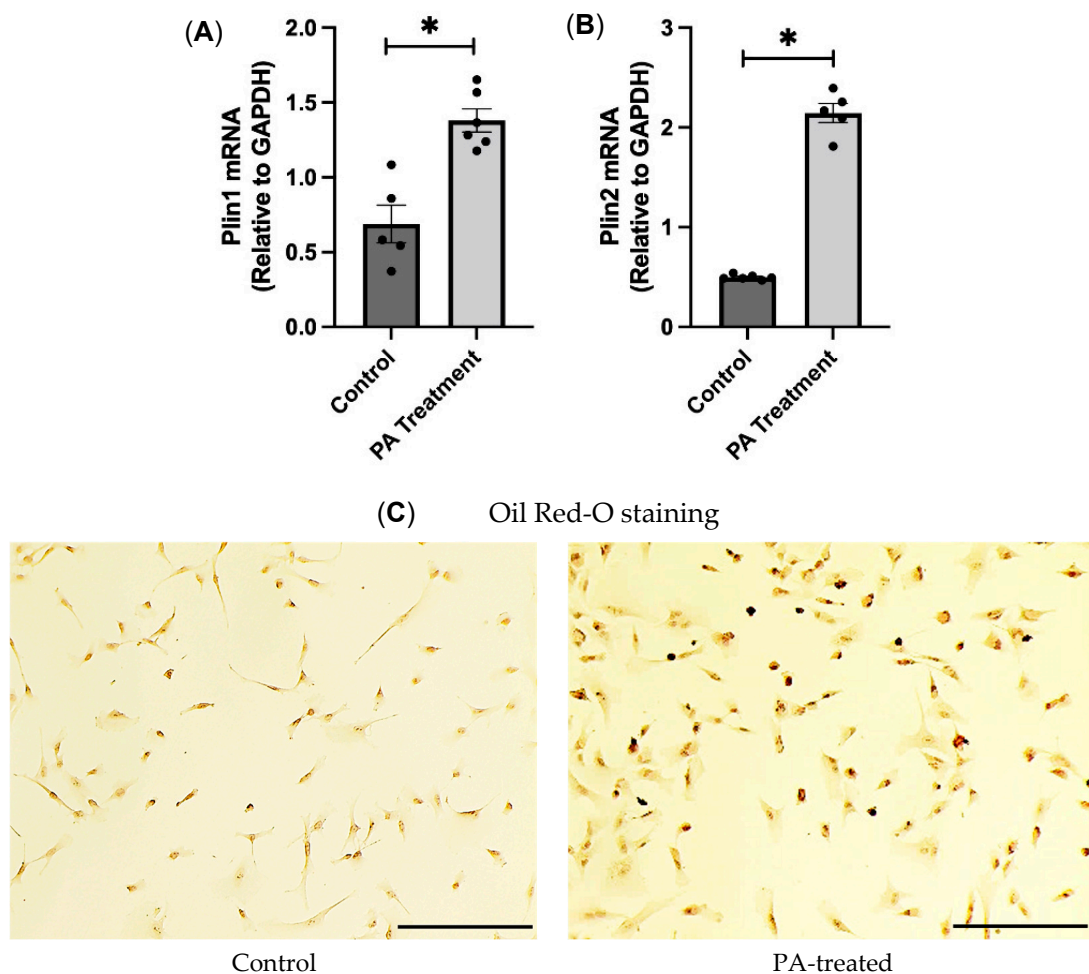 (A)
Plin1 mRNA
(Relative to GAPDH)
2.0
1.5
1.0
0.5
0.0
*
Control
PA Treatment
(B)
Plin2 mRNA
(Relative to GAPDH)
3
2
1
0
*
Control
PA Treatment
(C) Oil Red-O staining
Control
PA-treated